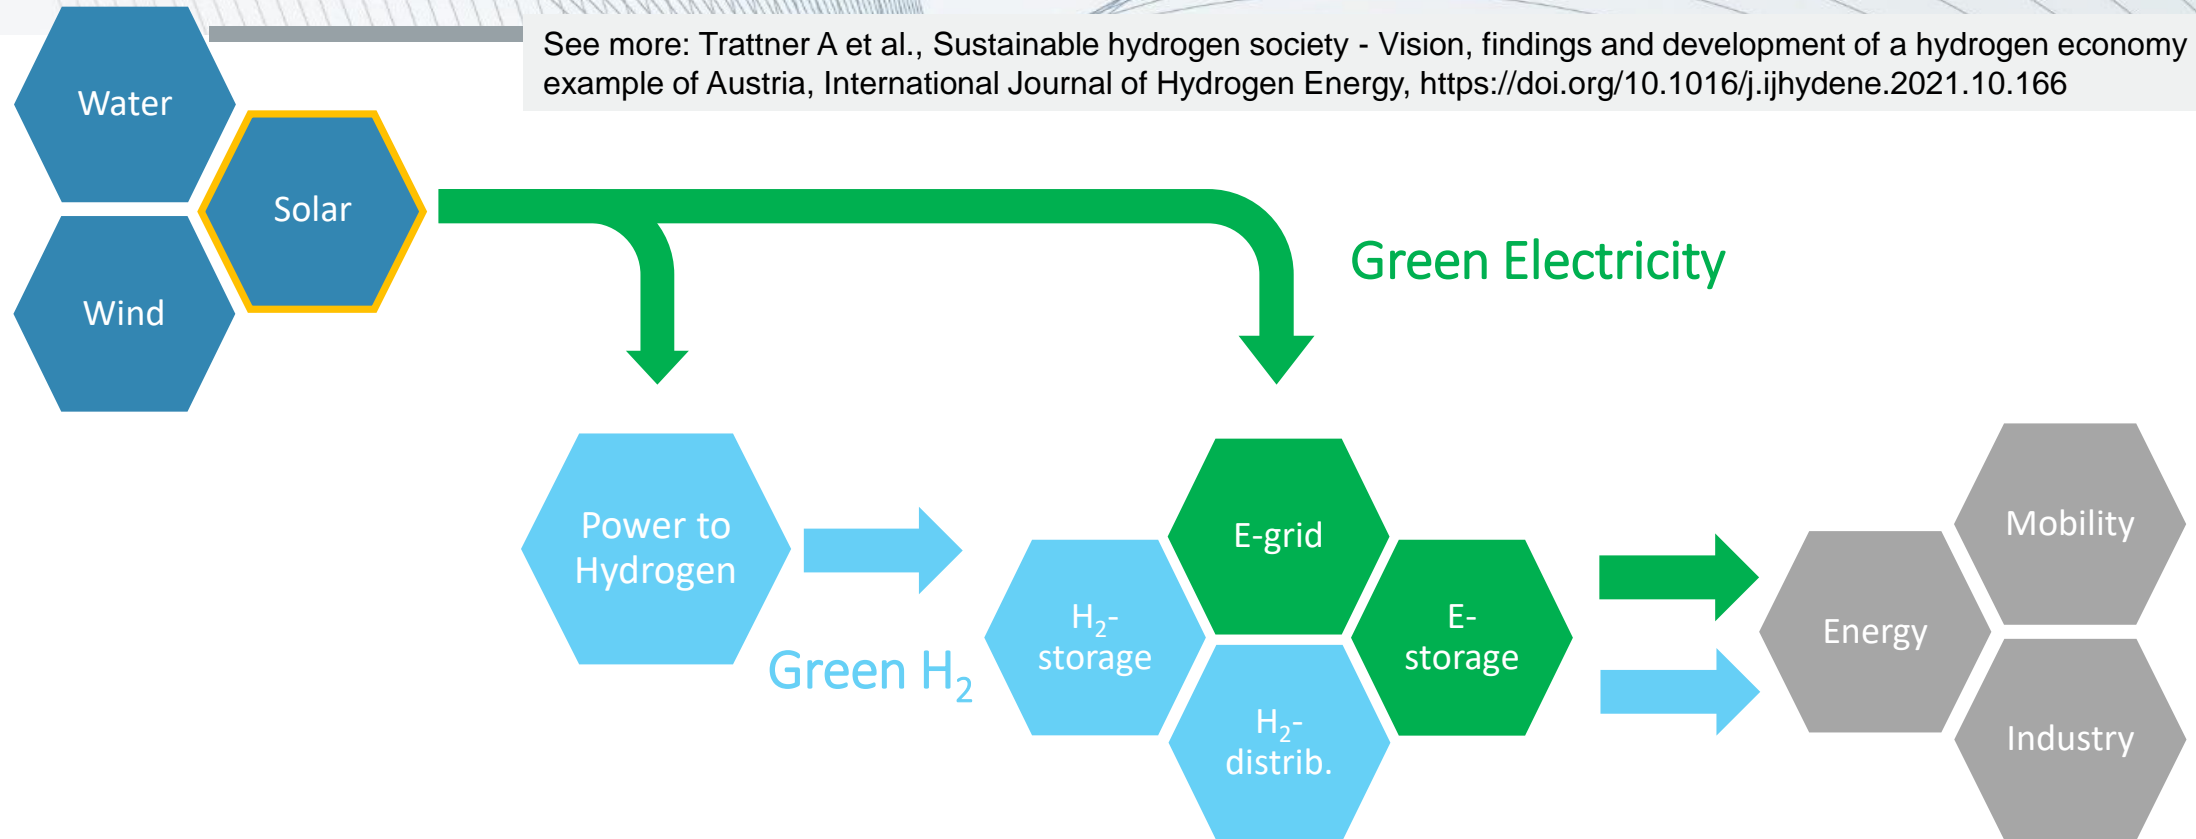 See more: Trattner A et al., Sustainable hydrogen society - Vision, findings and development of a hydrogen economy
example of Austria, International Journal of Hydrogen Energy, https://doi.org/10.1016/j.ijhydene.2021.10.166
Water
Solar
Wind
Green Electricity
Power to
Hydrogen
Green H₂
E-grid
H₂-
storage
E-
storage
H₂-
distrib.
Mobility
Energy
Industry